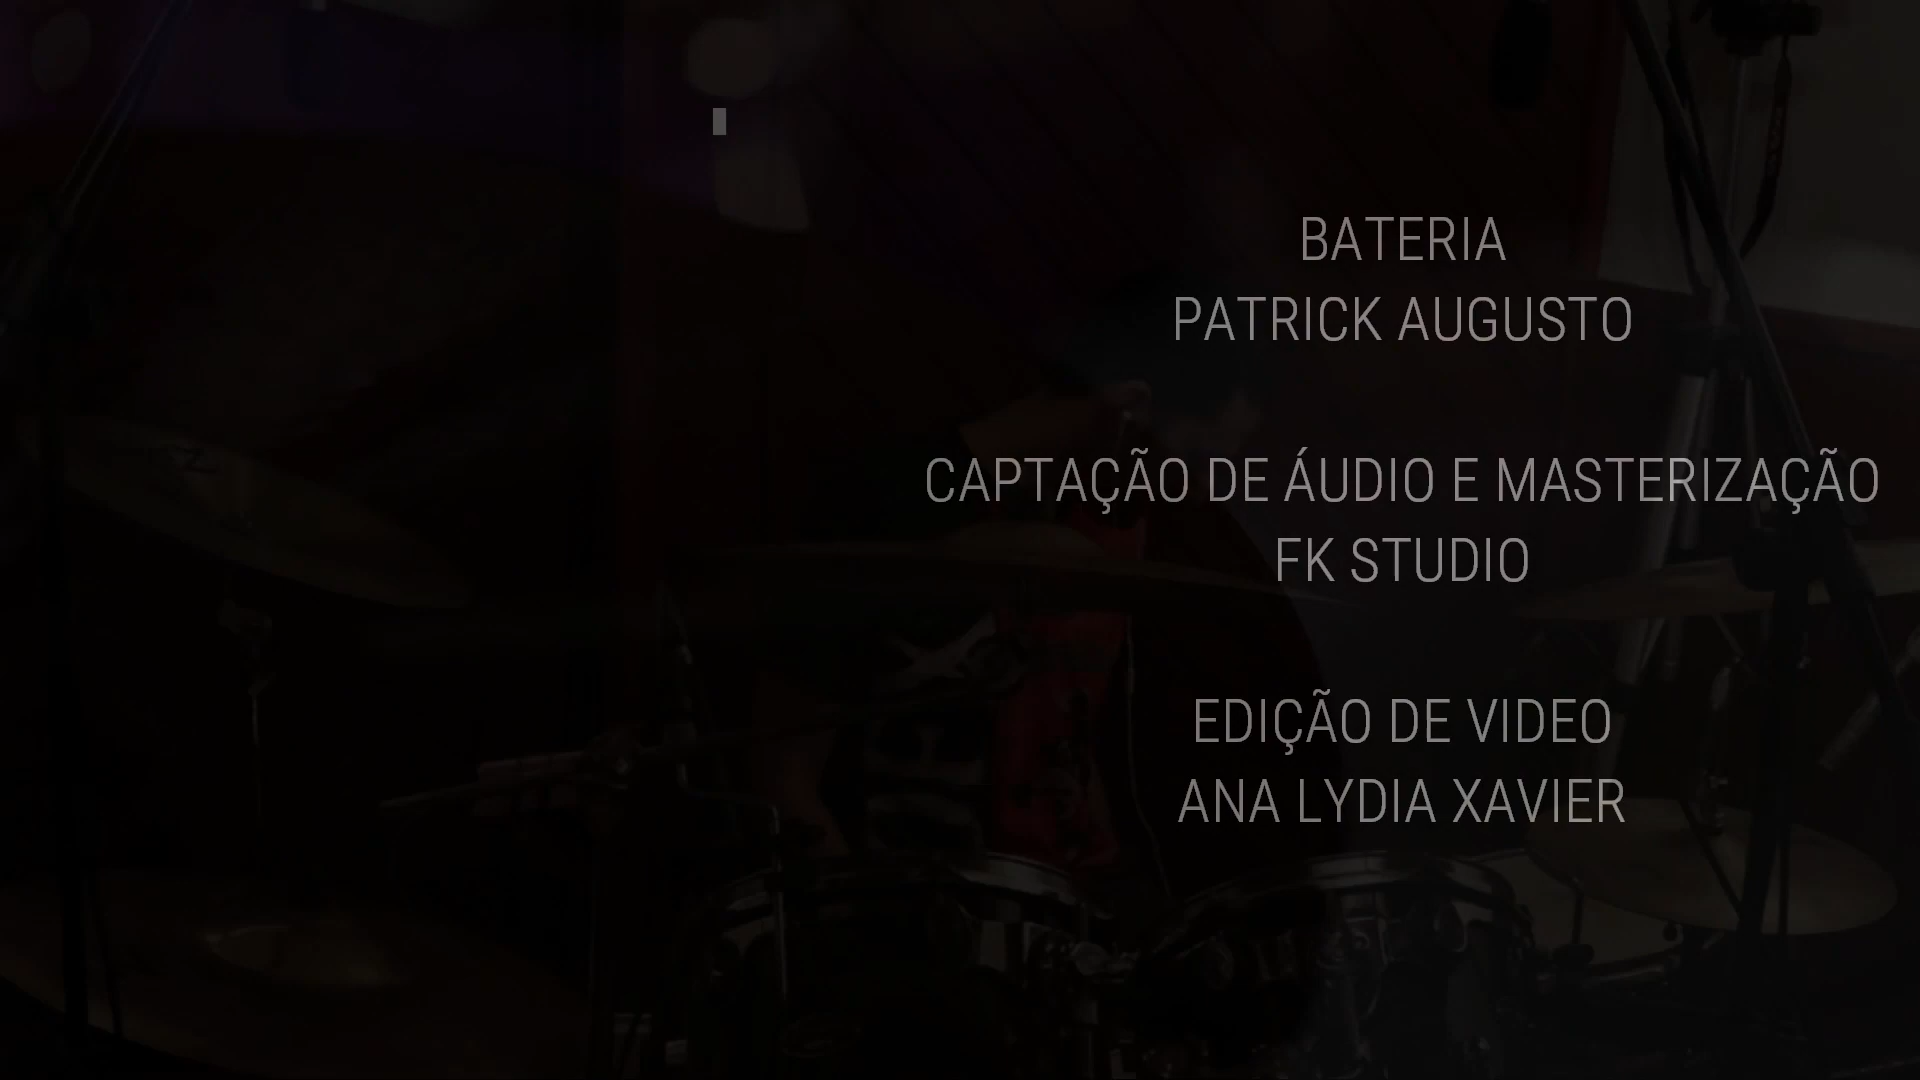 BATERIA
PATRICK AUGUSTO
CAPTAÇÃO DE ÁUDIO E MASTERIZAÇÃO
FK STUDIO
EDIÇÃO DE VIDEO
ANA LYDIA XAVIER